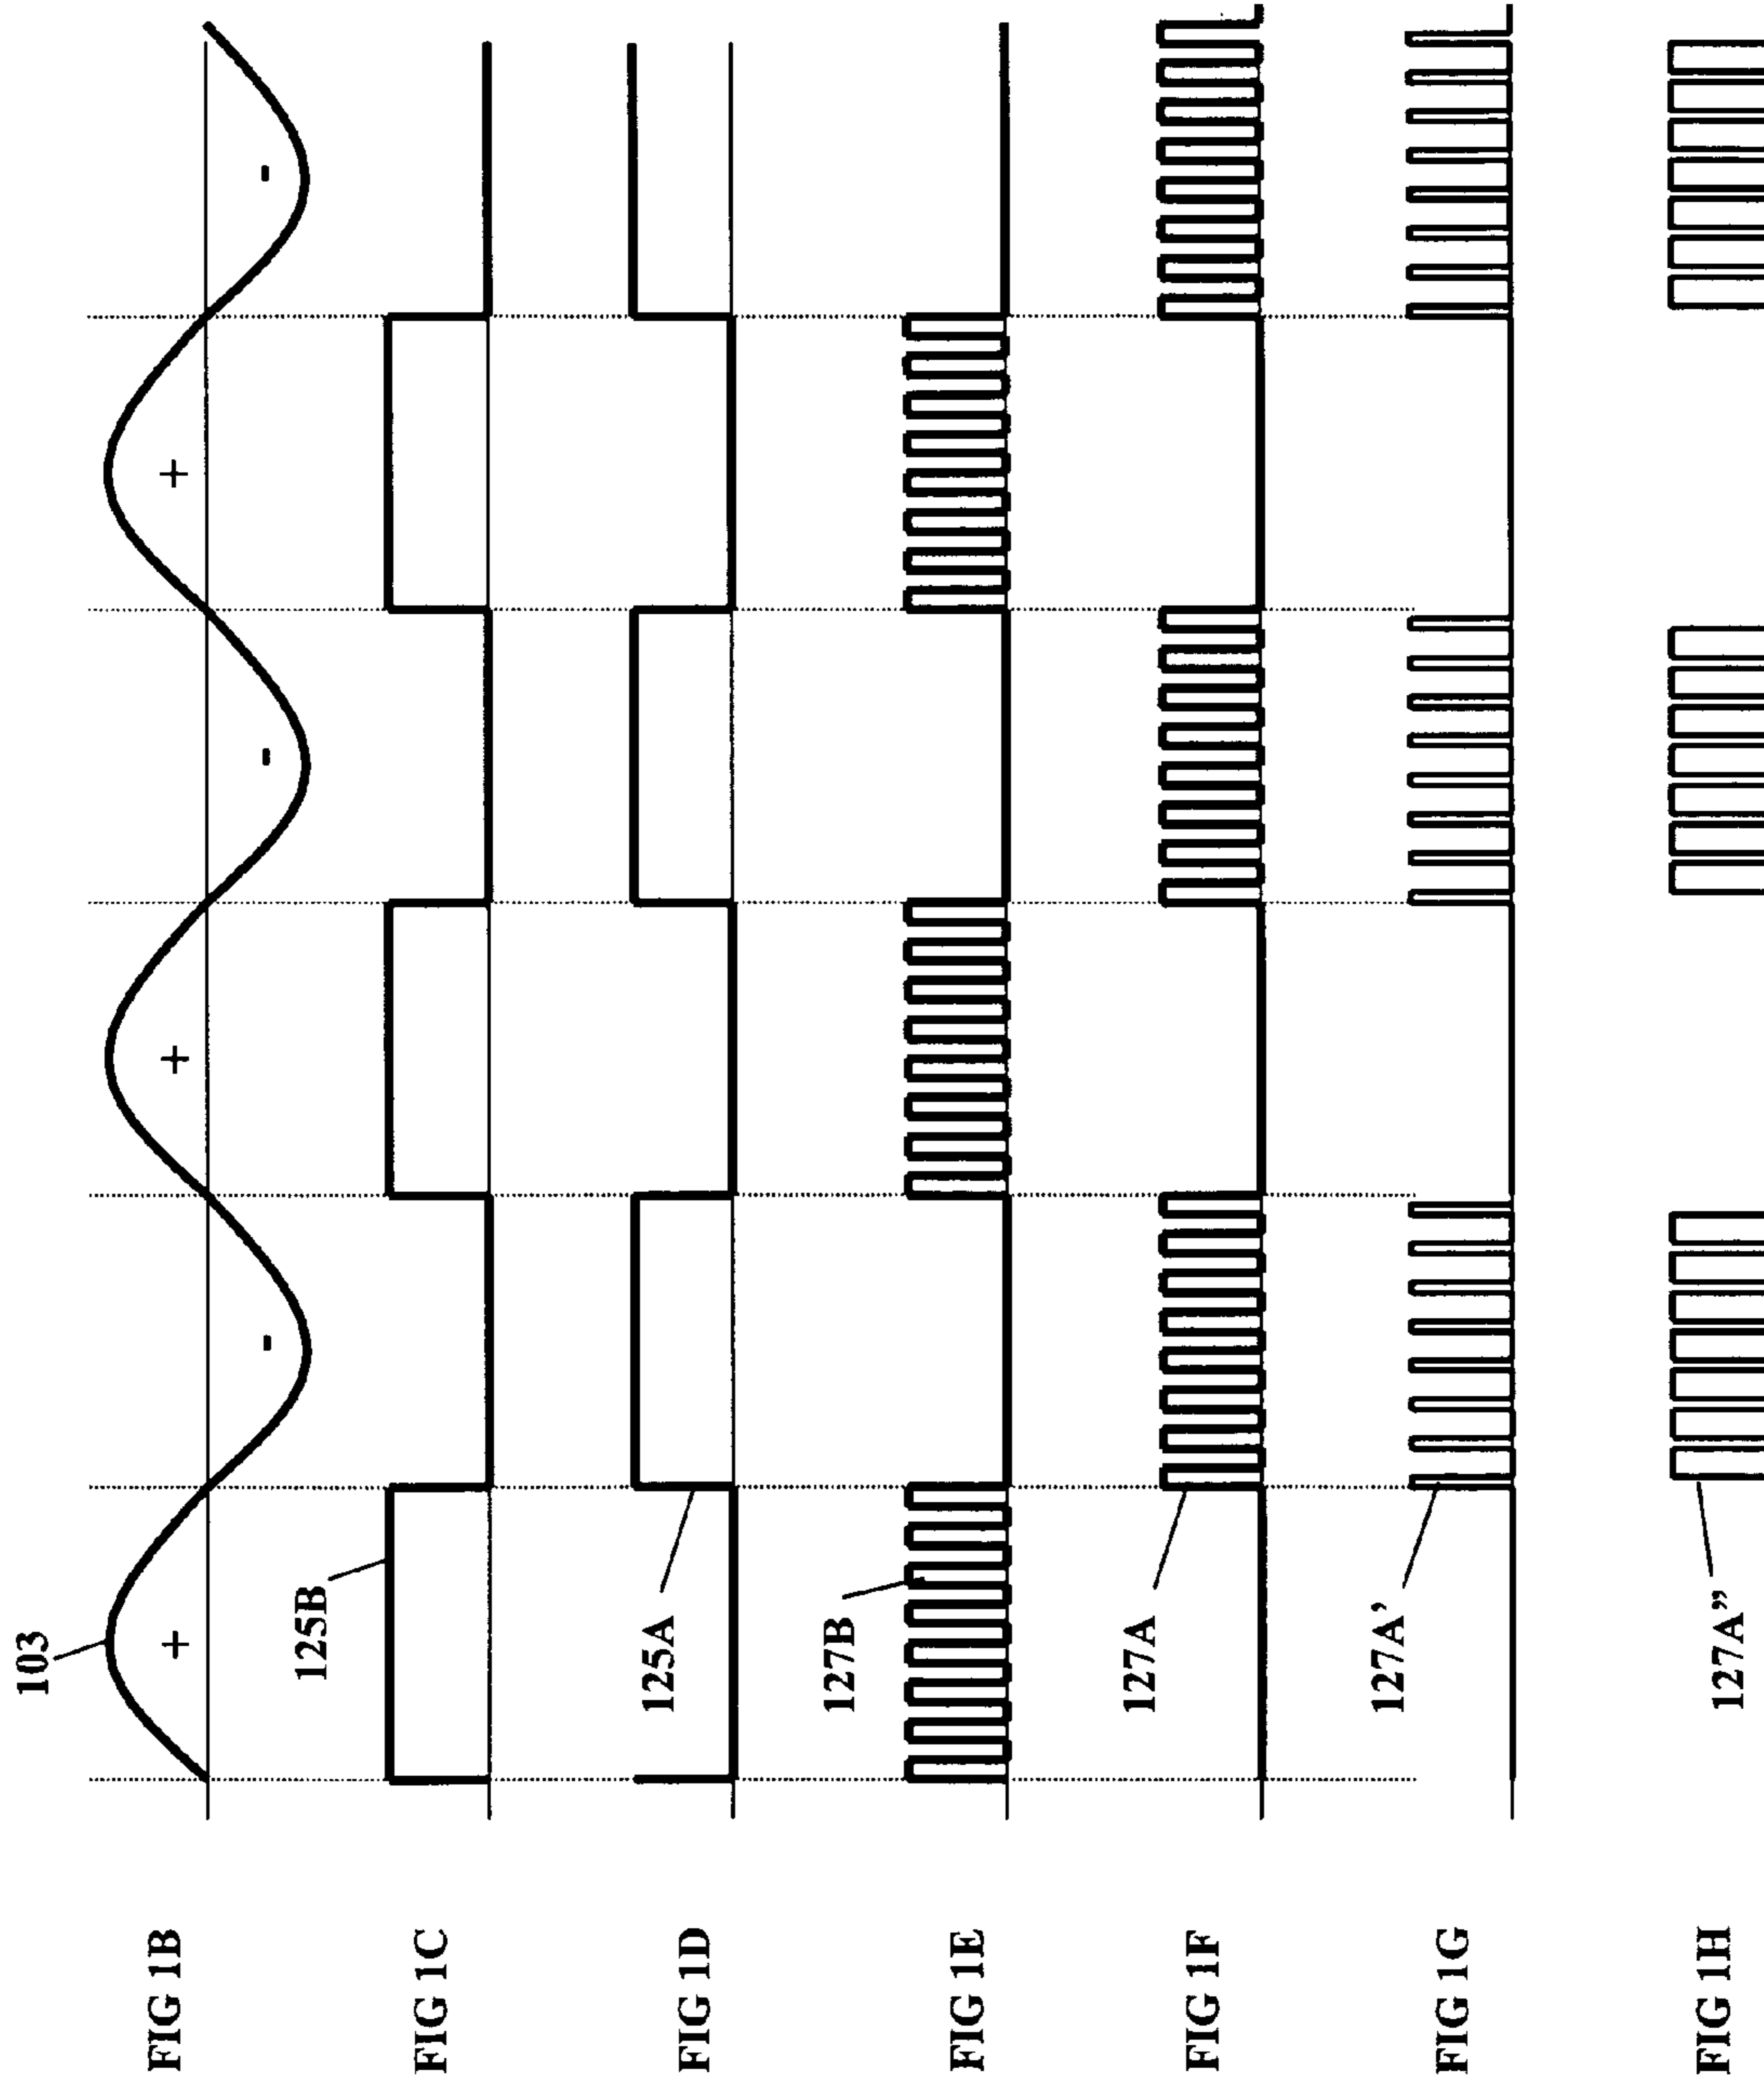 103
+
-
+
-
+
-
FIG 1B
125B
FIG 1C
125A
FIG 1D
127B
FIG 1E
127A
FIG 1F
127A’
FIG 1G
127A”
FIG 1H